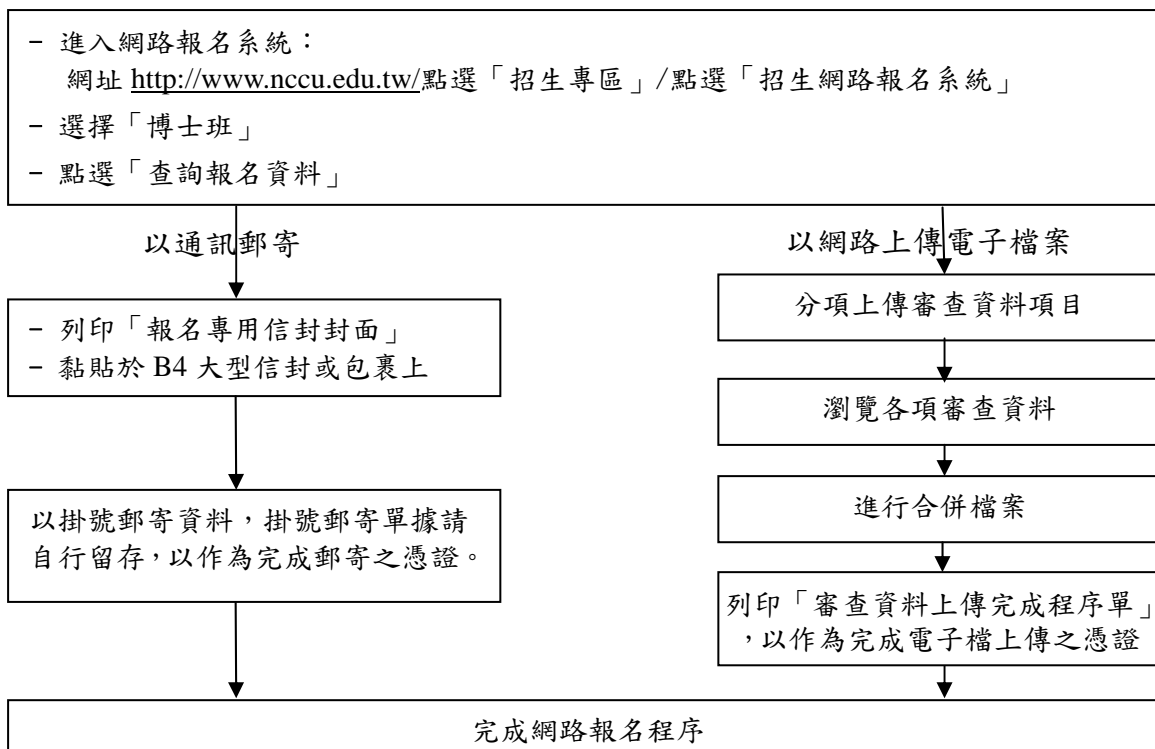 - 進入網路報名系統：
網址 http://www.nccu.edu.tw/點選「招生專區」/點選「招生網路報名系統」
- 選擇「博士班」
- 點選「查詢報名資料」
以通訊郵寄
- 列印「報名專用信封封面」
- 黏貼於 B4 大型信封或包裹上
以掛號郵寄資料，掛號郵寄單據請
自行留存，以作為完成郵寄之憑證。
以網路上傳電子檔案
分項上傳審查資料項目
瀏覽各項審查資料
進行合併檔案
列印「審查資料上傳完成程序單」
，以作為完成電子檔上傳之憑證
完成網路報名程序